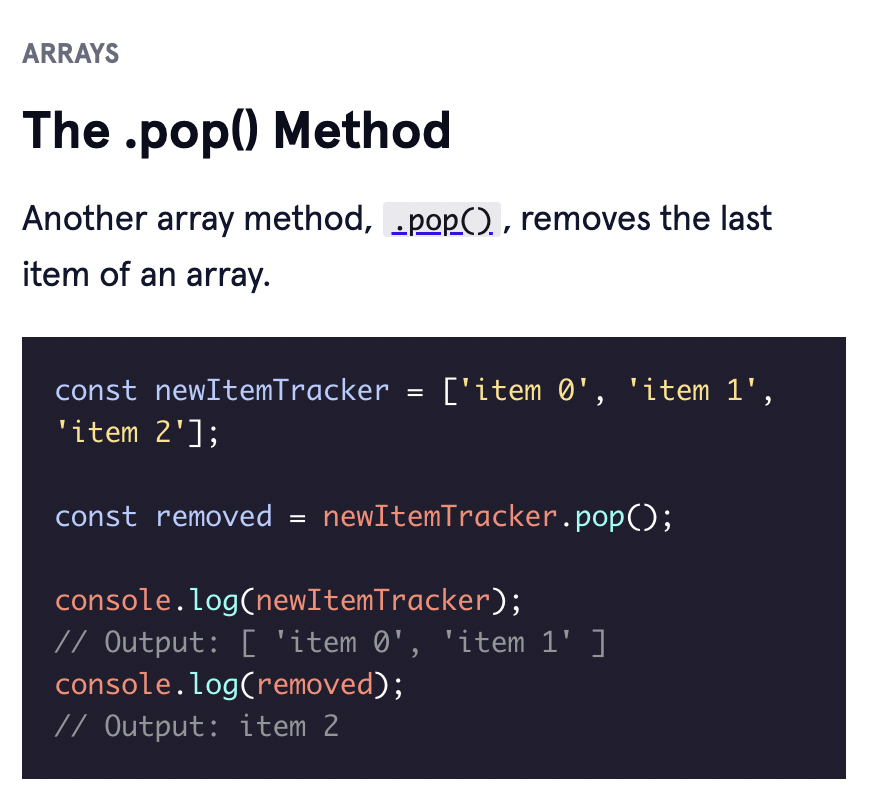 ARRAYS
The .pop() Method
Another array method, .pop(), removes the last
item of an array.
const newItemTracker = ['item 0', 'item 1',
'item 2'];
const removed = newItemTracker.pop();
console.log(newItemTracker);
// Output: [ 'item 0', 'item 1' ]
console.log(removed);
// Output: item 2